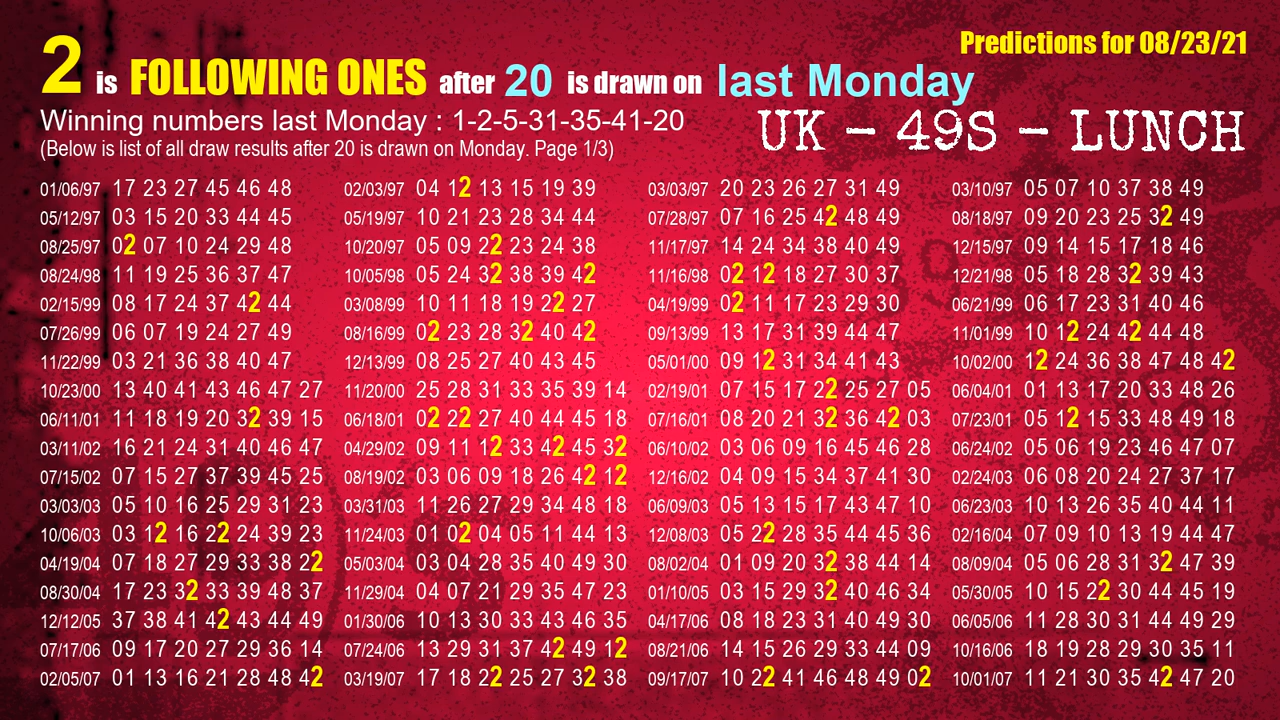 Predictions for 08/23/21
2 is FOLLOWING ONES after 20 is drawn on last Monday
Winning numbers last Monday : 1-2-5-31-35-41-20
UK - 49S - LUNCH
(Below is list of all draw results after 20 is drawn on Monday. Page 1/3)
01/06/97 17 23 27 45 46 48 02/03/97 04 12 13 15 19 39 03/03/97 20 23 26 27 31 49 03/10/97 05 07 10 37 38 49
05/12/97 03 15 20 33 44 45 05/19/97 10 21 23 28 34 44 07/28/97 07 16 25 42 48 49 08/18/97 09 20 23 25 32 49
08/25/97 02 07 10 24 29 48 10/20/97 05 09 22 23 24 38 11/17/97 14 24 34 38 40 49 12/15/97 09 14 15 17 18 46
08/24/98 11 19 25 36 37 47 10/05/98 05 24 32 38 39 42 11/16/98 02 12 18 27 30 37 12/21/98 05 18 28 32 39 43
02/15/99 08 17 24 37 42 44 03/08/99 10 11 18 19 22 27 04/19/99 02 11 17 23 29 30 06/21/99 06 17 23 31 40 46
07/26/99 06 07 19 24 27 49 08/16/99 02 23 28 32 40 42 09/13/99 13 17 31 39 44 47 11/01/99 10 12 24 42 44 48
11/22/99 03 21 36 38 40 47 12/13/99 08 25 27 40 43 45 05/01/00 09 12 31 34 41 43 10/02/00 12 24 36 38 47 48 42
10/23/00 13 40 41 43 46 47 27 11/20/00 25 28 31 33 35 39 14 02/19/01 07 15 17 22 25 27 05 06/04/01 01 13 17 20 33 48 26
06/11/01 11 18 19 20 32 39 15 06/18/01 02 22 27 40 44 45 18 07/16/01 08 20 21 32 36 42 03 07/23/01 05 12 15 33 48 49 18
03/11/02 16 21 24 31 40 46 47 04/29/02 09 11 12 33 42 45 32 06/10/02 03 06 09 16 45 46 28 06/24/02 05 06 19 23 46 47 07
07/15/02 07 15 27 37 39 45 25 08/19/02 03 06 09 18 26 42 12 12/16/02 04 09 15 34 37 41 30 02/24/03 06 08 20 24 27 37 17
03/03/03 05 10 16 25 29 31 23 03/31/03 11 26 27 29 34 48 18 06/09/03 05 13 15 17 43 47 10 06/23/03 10 13 26 35 40 44 11
10/06/03 03 12 16 22 24 39 23 11/24/03 01 02 04 05 11 44 13 12/08/03 05 22 28 35 44 45 36 02/16/04 07 09 10 13 19 44 47
04/19/04 07 18 27 29 33 38 22 05/03/04 03 04 28 35 40 49 30 08/02/04 01 09 20 32 38 44 14 08/09/04 05 06 28 31 32 47 39
08/30/04 17 23 32 33 39 48 37 11/29/04 04 07 21 29 35 47 23 01/10/05 03 15 29 32 40 46 34 05/30/05 10 15 22 30 44 45 19
12/12/05 37 38 41 42 43 44 49 01/30/06 10 13 30 33 43 46 35 04/17/06 08 18 23 31 40 49 30 06/05/06 11 28 30 31 44 49 29
07/17/06 09 17 20 27 29 36 14 07/24/06 13 29 31 37 42 49 12 08/21/06 14 15 26 29 33 44 09 10/16/06 18 19 28 29 30 35 11
02/05/07 01 13 16 21 28 48 42 03/19/07 17 18 22 25 27 32 38 09/17/07 10 22 41 46 48 49 02 10/01/07 11 21 30 35 42 47 20